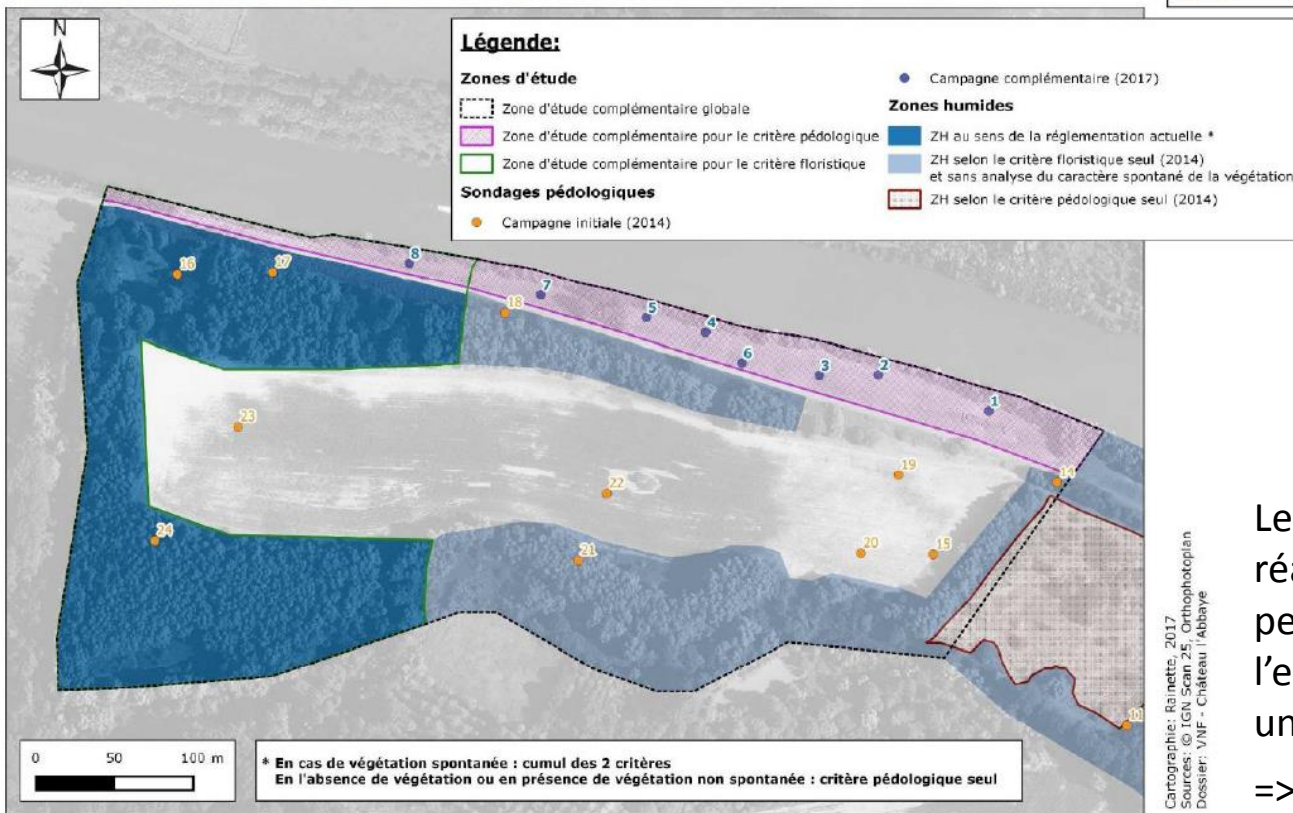 N
Légende:
Zones d'étude
Zone d'étude complémentaire globale
Zone d'étude complémentaire pour le critère pédologique
Zone d'étude complémentaire pour le critère floristique
Sondages pédologiques
Campagne initiale (2014)
Campagne complémentaire (2017)
Zones humides
ZH au sens de la réglementation actuelle *
ZH selon le critère floristique seul (2014)
et sans analyse du caractère spontané de la végétation
ZH selon le critère pédologique seul (2014)
16
17
8
18
7
5
4
6
3
2
1
23
22
19
14
24
21
20
15
11
0 50 100 m
* En cas de végétation spontanée : cumul des 2 critères
En l'absence de végétation ou en présence de végétation non spontanée : critère pédologique seul
Cartographie: Rainette, 2017
Sources: © IGN Scan 25, Orthophotoplan
Dossier: VNF - Château l'Abbaye
Le
réa
pe
l'e
un
=>